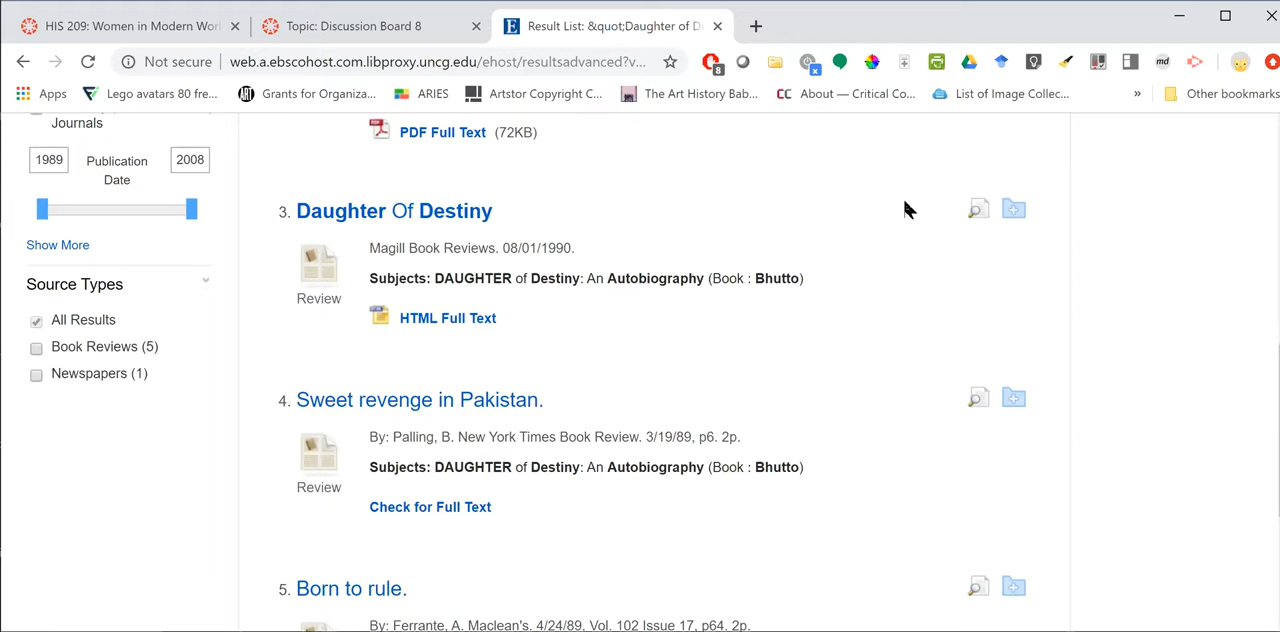 HIS 209: Women in Modern Wor
Topic: Discussion Board 8
Result List: &quot;Daughter of D
Not secure
web.a.ebscohost.com.libproxy.uncg.edu/ehost/resultsadvanced?v...
8
x
md
Apps
Lego avatars 80 fre...
Grants for Organiza...
ARIES
Artstor Copyright C...
The Art History Bab...
CC About — Critical Co...
List of Image Collec...
»
Other bookmarks
Journals
1989
Publication
Date
2008
Show More
Source Types
All Results
Book Reviews (5)
Newspapers (1)
PDF Full Text (72KB)
3. Daughter Of Destiny
Magill Book Reviews. 08/01/1990.
Subjects: DAUGHTER of Destiny: An Autobiography (Book : Bhutto)
Review
HTML Full Text
4. Sweet revenge in Pakistan.
By: Palling, B. New York Times Book Review. 3/19/89, p6. 2p.
Subjects: DAUGHTER of Destiny: An Autobiography (Book : Bhutto)
Review
Check for Full Text
5. Born to rule.
By: Ferrante, A. Maclean's. 4/24/89, Vol. 102 Issue 17, p64. 2p.